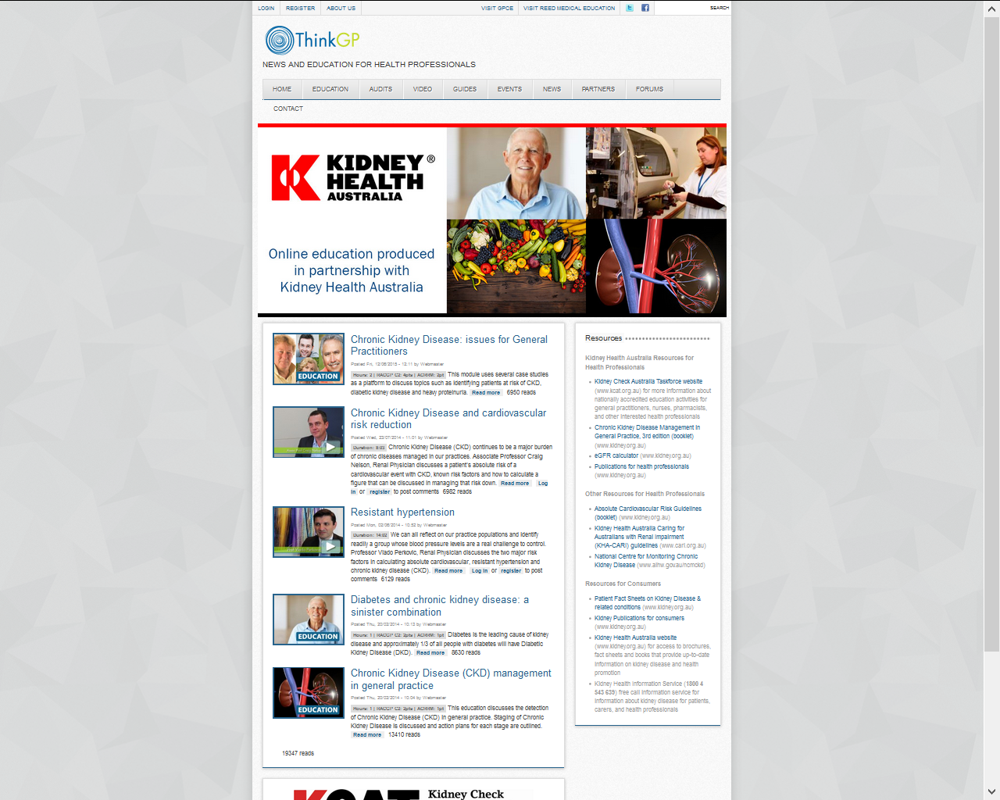 LOGIN REGISTER ABOUT US VISIT GPCE VISIT REED MEDICAL EDUCATION SEARCH
ThinkGP
NEWS AND EDUCATION FOR HEALTH PROFESSIONALS
HOME EDUCATION AUDITS VIDEO GUIDES EVENTS NEWS PARTNERS FORUMS
CONTACT
KIDNEY ®
HEALTH
AUSTRALIA
Online education produced
in partnership with
Kidney Health Australia
EDUCATION
Chronic Kidney Disease: issues for General
Practitioners
Posted Fri, 12/06/2015 - 12:11 by Webmaster
Hours: 2 | RACGP C2: 4pts | ACRRM: 2pt This module uses several case studies
as a platform to discuss topics such as identifying patients at risk of CKD,
diabetic kidney disease and heavy proteinuria. Read more 6950 reads
Chronic Kidney Disease and cardiovascular
risk reduction
Posted Wed, 23/07/2014 - 11:01 by Webmaster
Duration: 8:03 Chronic Kidney Disease (CKD) continues to be a major burden
of chronic diseases managed in our practices. Associate Professor Craig
Nelson, Renal Physician discusses a patient's absolute risk of a
cardiovascular event with CKD, known risk factors and how to calculate a
figure that can be discussed in managing that risk down. Read more Log
in or register to post comments 6982 reads
Resistant hypertension
Posted Mon, 02/06/2014 - 10:52 by Webmaster
Duration: 14:02 We can all reflect on our practice populations and identify
readily a group whose blood pressure levels are a real challenge to control.
Professor Vlado Perkovic, Renal Physician discusses the two major risk
factors in calculating absolute cardiovascular, resistant hypertension and
chronic kidney disease (CKD). Read more Log in or register to post
comments 6129 reads
EDUCATION
Diabetes and chronic kidney disease: a
sinister combination
Posted Thu, 20/02/2014 - 10:13 by Webmaster
Hours: 1 | RACGP C2: 2pts | ACRRM: 1pt Diabetes is the leading cause of kidney
disease and approximately 1/3 of all people with diabetes will have Diabetic
Kidney Disease (DKD). Read more 8630 reads
EDUCATION
Chronic Kidney Disease (CKD) management
in general practice
Posted Thu, 20/02/2014 - 10:04 by Webmaster
Hours: 1 | RACGP C2: 2pts | ACRRM: 1pt This education discusses the detection
of Chronic Kidney Disease (CKD) in general practice. Staging of Chronic
Kidney Disease is discussed and action plans for each stage are outlined.
Read more 13410 reads
19347 reads
KCAT Kidney Check
Resources
Kidney Health Australia Resources for
Health Professionals
Kidney Check Australia Taskforce website
(www.kcat.org.au) for more information about
nationally accredited education activities for
general practitioners, nurses, pharmacists,
and other interested health professionals
Chronic Kidney Disease Management in
General Practice, 3rd edition (booklet)
(www.kidney.org.au)
eGFR calculator (www.kidney.org.au)
Publications for health professionals
(www.kidney.org.au)
Other Resources for Health Professionals
Absolute Cardiovascular Risk Guidelines
(booklet) (www.kidney.org.au)
Kidney Health Australia Caring for
Australians with Renal Impairment
(KHA-CARI) guidelines (www.cari.org.au)
National Centre for Monitoring Chronic
Kidney Disease (www.aihw.gov.au/ncmckd)
Resources for Consumers
Patient Fact Sheets on Kidney Disease &
related conditions (www.kidney.org.au)
Kidney Publications for consumers
(www.kidney.org.au)
Kidney Health Australia website
(www.kidney.org.au) for access to brochures,
fact sheets and books that provide up-to-date
information on kidney disease and health
promotion
Kidney Health Information Service (1800 4
543 639) free call information service for
information about kidney disease for patients,
carers, and health professionals